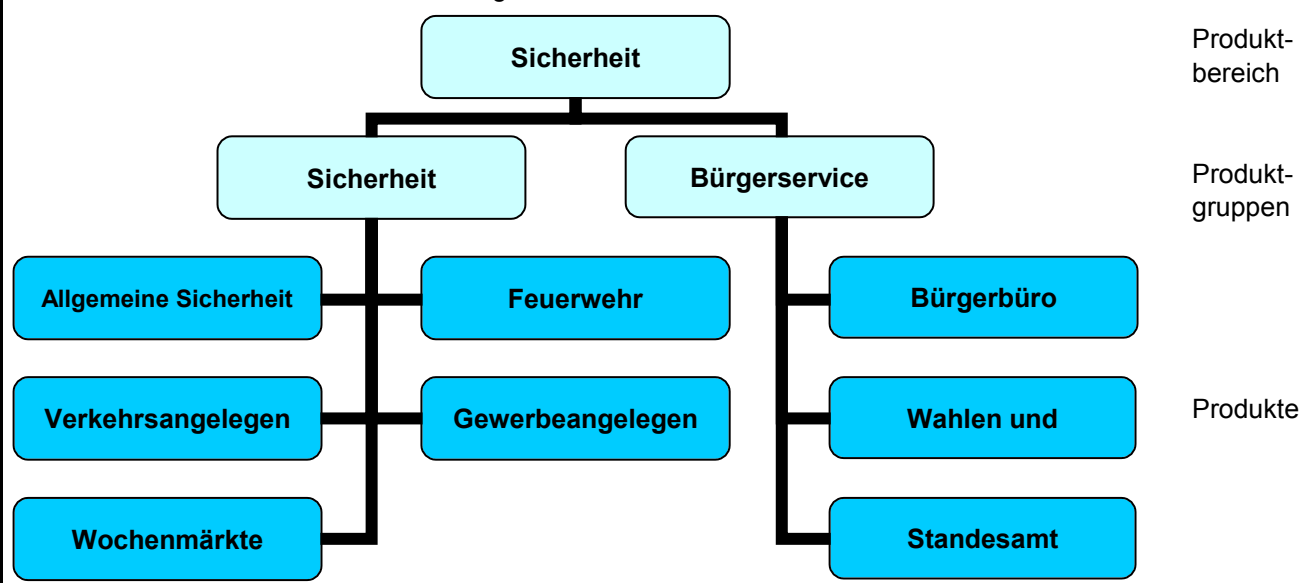 Sicherheit
Produkt-
bereich
Sicherheit
Bürgerservice
Produkt-
gruppen
Allgemeine Sicherheit
Feuerwehr
Bürgerbüro
Verkehrsangelegen
Gewerbeangelegen
Wahlen und
Produkte
Wochenmärkte
Standesamt